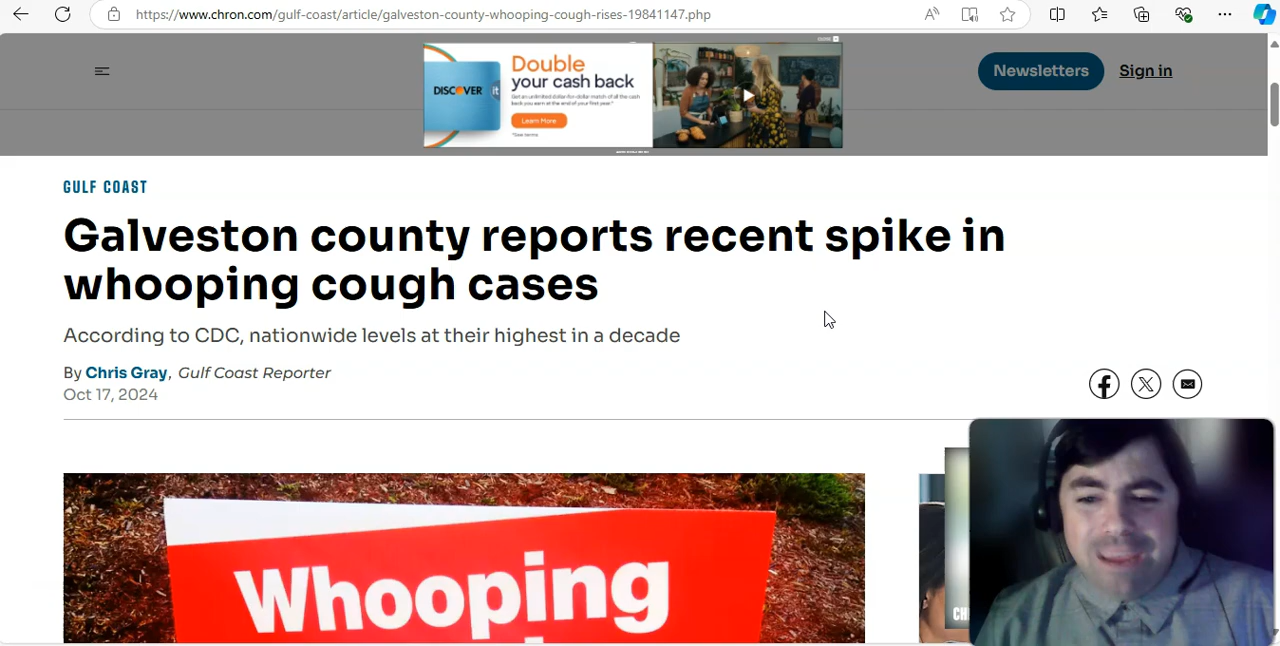 https://www.chron.com/gulf-coast/article/galveston-county-whooping-cough-rises-19841147.php
DISCOVER it
Double
your cash back
Get an unlimited dollar-for-dollar match of all the cash
back you earn at the end of your first year.*
Learn More
*See terms
Newsletters
Sign in
GULF COAST
Galveston county reports recent spike in
whooping cough cases
According to CDC, nationwide levels at their highest in a decade
By Chris Gray, Gulf Coast Reporter
Oct 17, 2024
Whooping
CH